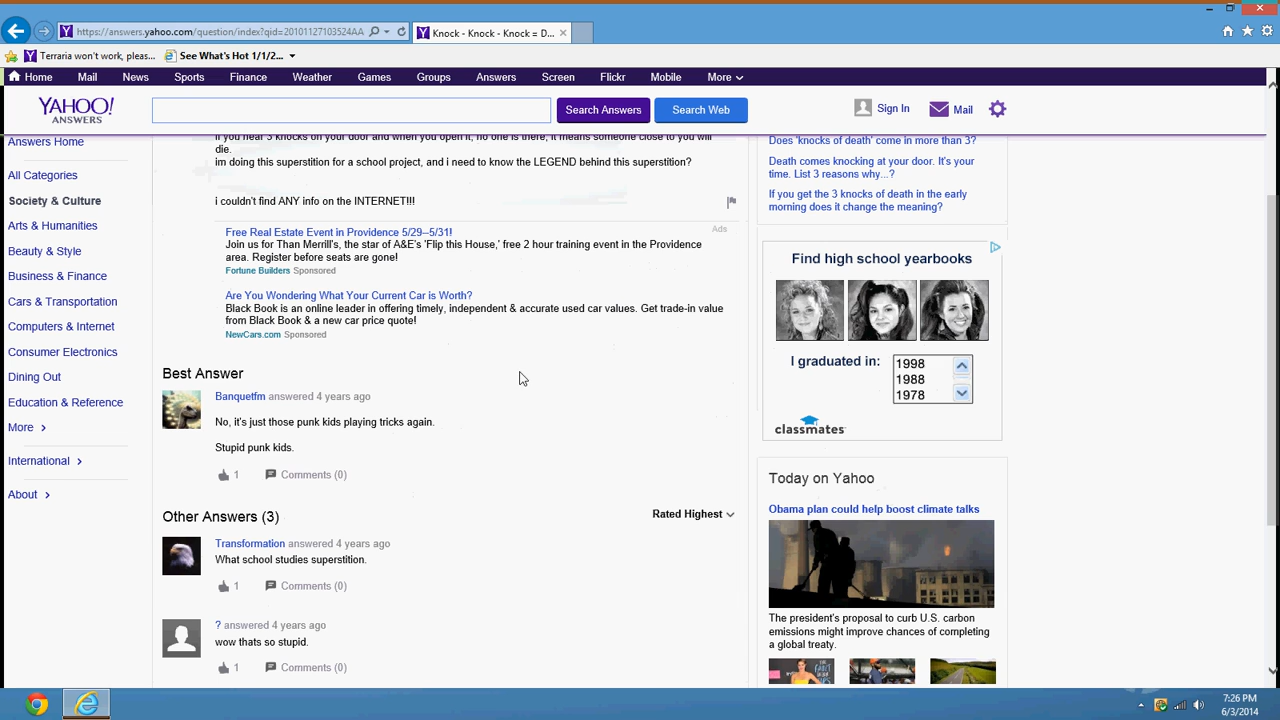 https://answers.yahoo.com/question/index?qid=20101127103524AA
Knock - Knock - Knock = D...
Terraria won't work, pleas...
See What's Hot 1/1/2...
Home Mail News Sports Finance Weather Games Groups Answers Screen Flickr Mobile More
YAHOO!
ANSWERS
Search Answers
Search Web
Sign In
Mail
Answers Home
All Categories
Society & Culture
Arts & Humanities
Beauty & Style
Business & Finance
Cars & Transportation
Computers & Internet
Consumer Electronics
Dining Out
Education & Reference
More
International
About
If you hear 3 knocks on your door and when you open it, no one is there, it means someone close to you will
die.
im doing this superstition for a school project, and i need to know the LEGEND behind this superstition?
i couldn't find ANY info on the INTERNET!!!
Ads
Free Real Estate Event in Providence 5/29–5/31!
Join us for Than Merrill's, the star of A&E's 'Flip this House,' free 2 hour training event in the Providence
area. Register before seats are gone!
Fortune Builders Sponsored
Are You Wondering What Your Current Car is Worth?
Black Book is an online leader in offering timely, independent & accurate used car values. Get trade-in value
from Black Book & a new car price quote!
NewCars.com Sponsored
Best Answer
Banquetfm answered 4 years ago
No, it's just those punk kids playing tricks again.
Stupid punk kids.
1 Comments (0)
Other Answers (3)
Rated Highest
Transformation answered 4 years ago
What school studies superstition.
1 Comments (0)
? answered 4 years ago
wow thats so stupid.
1 Comments (0)
Does 'knocks of death' come in more than 3?
Death comes knocking at your door. It's your
time. List 3 reasons why...?
If you get the 3 knocks of death in the early
morning does it change the meaning?
Find high school yearbooks
I graduated in:
1998
1988
1978
classmates
Today on Yahoo
Obama plan could help boost climate talks
The president's proposal to curb U.S. carbon
emissions might improve chances of completing
a global treaty.
7:26 PM
6/3/2014